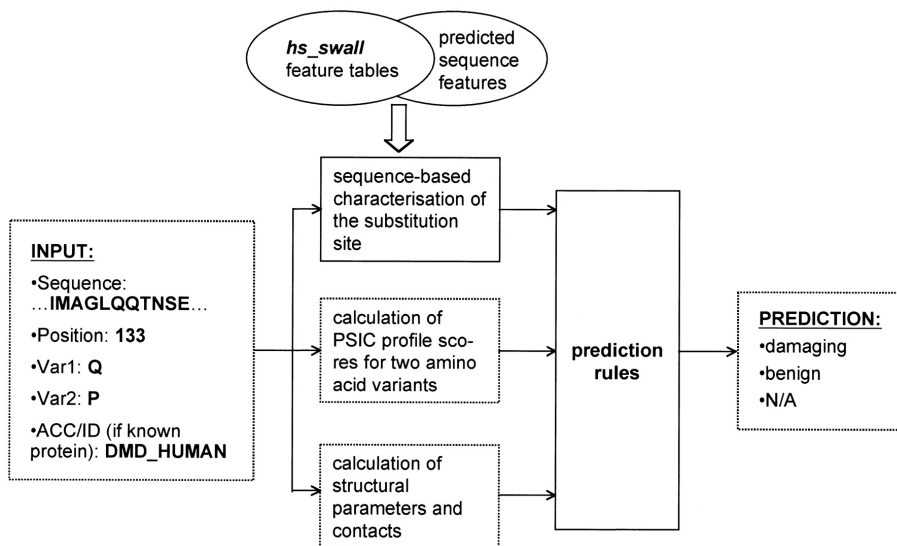 hs_swall
feature tables
predicted
sequence
features
sequence-based
characterisation of
the substitution
site
INPUT:
•Sequence:
...IMAGLQQTNSE...
•Position: 133
•Var1: Q
•Var2: P
•ACC/ID (if known
protein): DMD_HUMAN
calculation of
PSIC profile sco-
res for two amino
acid variants
calculation of
structural
parameters and
contacts
prediction
rules
PREDICTION:
•damaging
•benign
•N/A